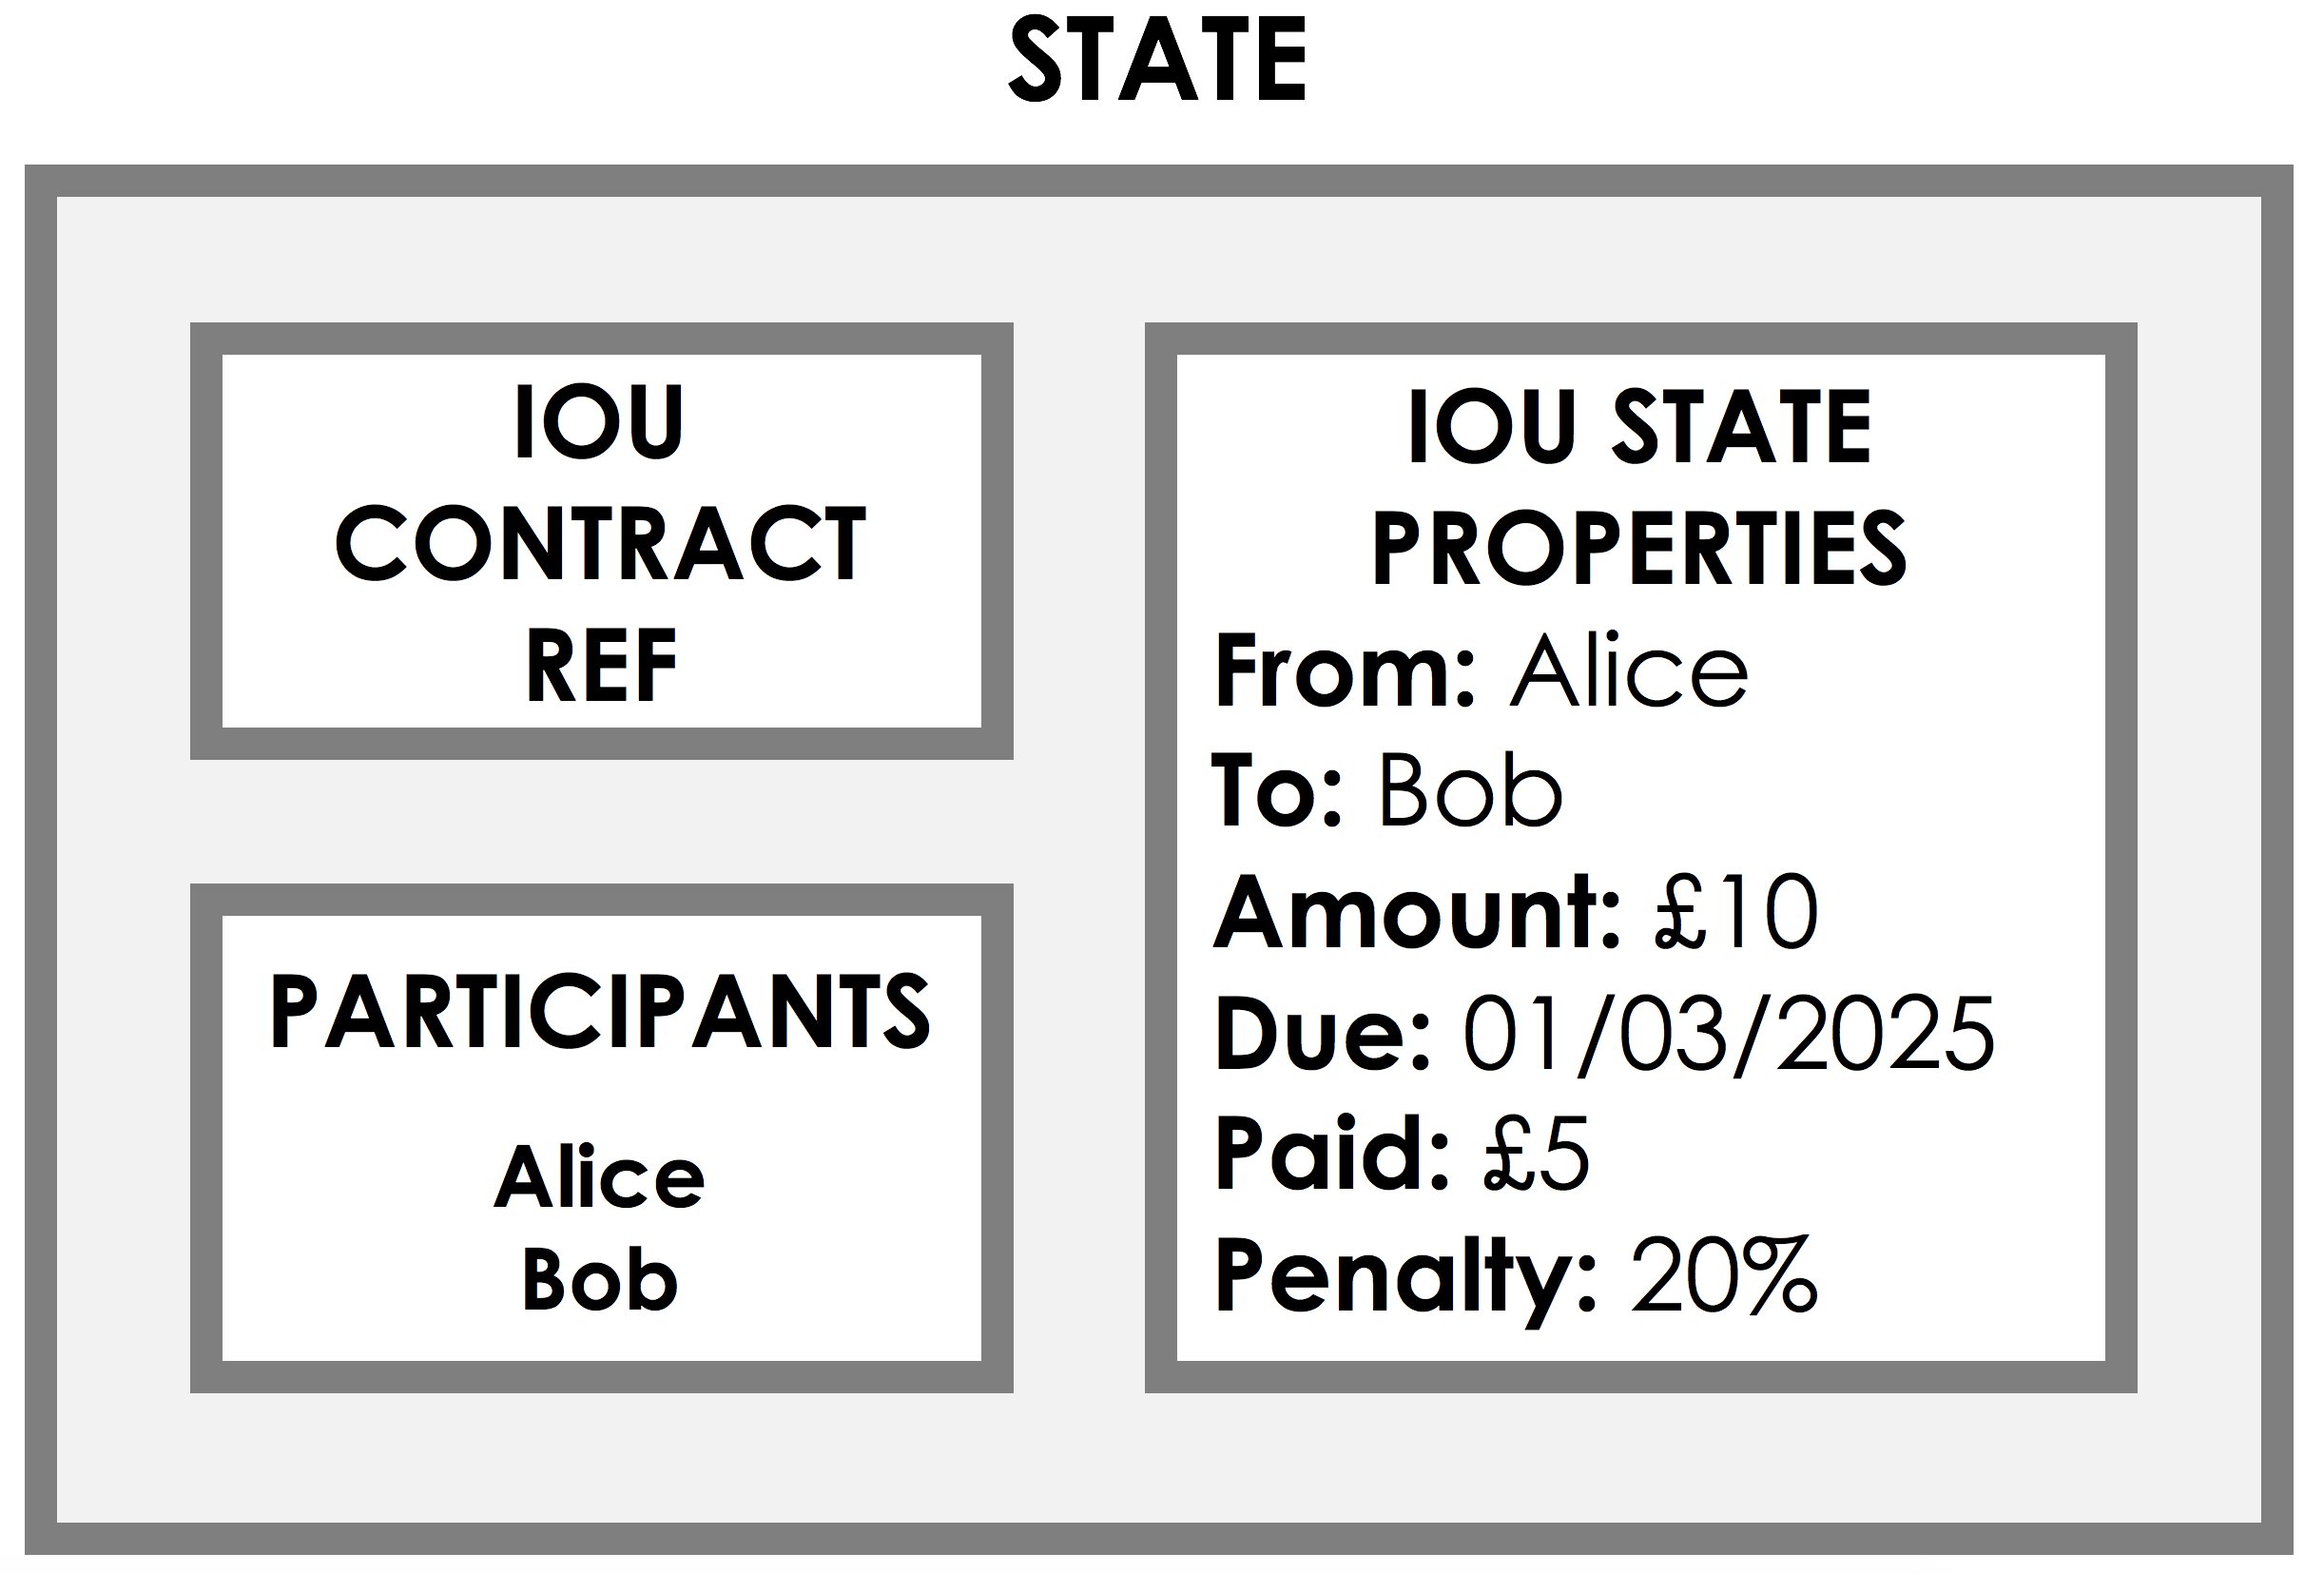 STATE
IOU
CONTRACT
REF
PARTICIPANTS
Alice
Bob
IOU STATE
PROPERTIES
From: Alice
To: Bob
Amount: £10
Due: 01/03/2025
Paid: £5
Penalty: 20%